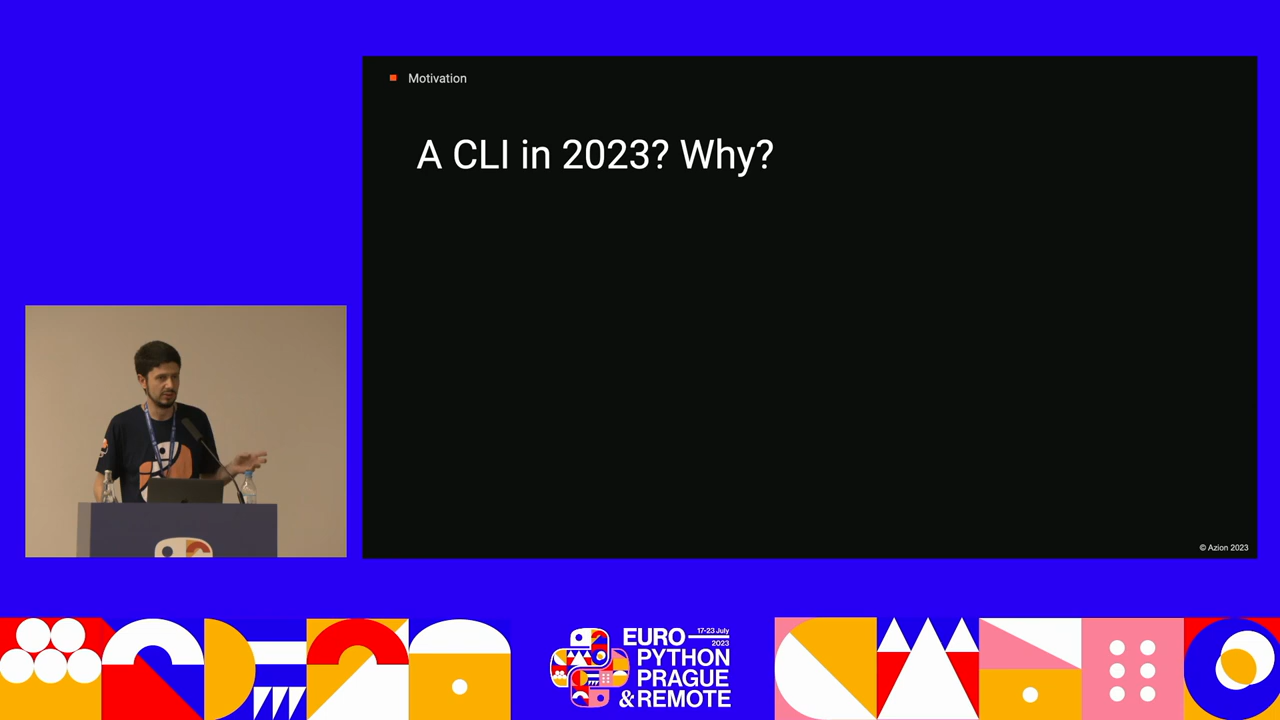 Motivation
A CLI in 2023? Why?
© Azion 2023
17-23 July
2023
EURO
PYTHON
PRAGUE
& REMOTE